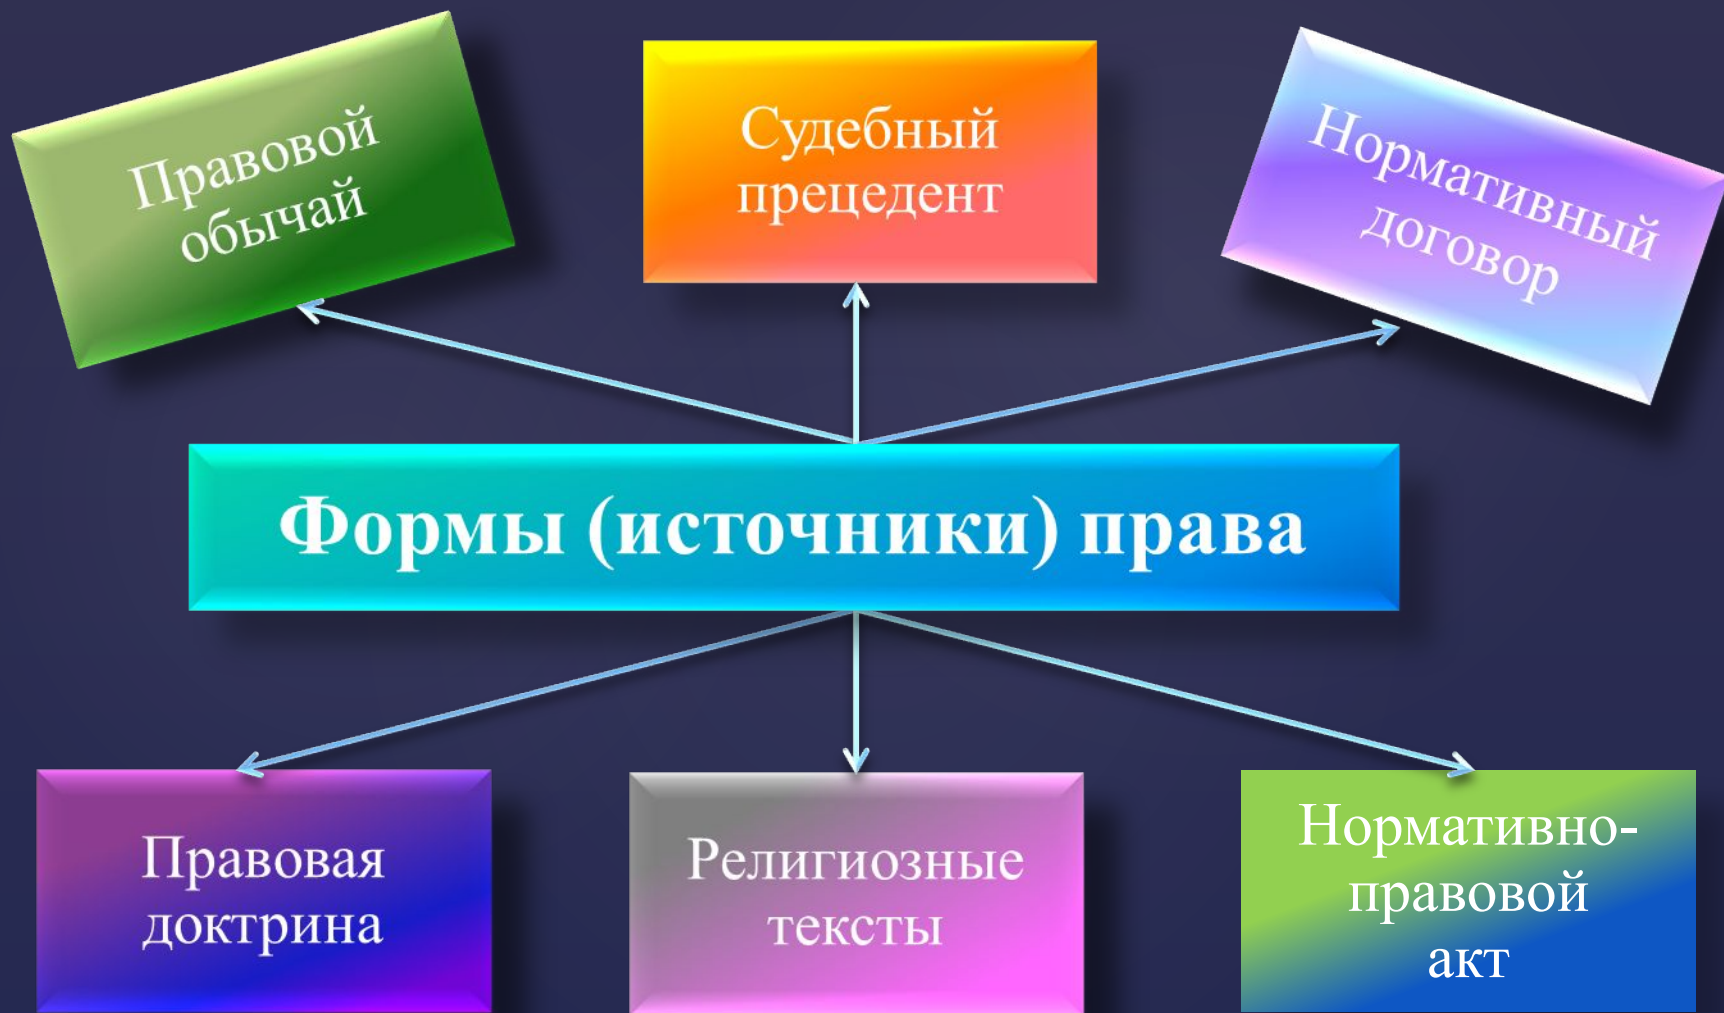 Правовой
обычай
Судебный
прецедент
Нормативный
договор
Формы (источники) права
Правовая
доктрина
Религиозные
тексты
Нормативно-
правовой
акт